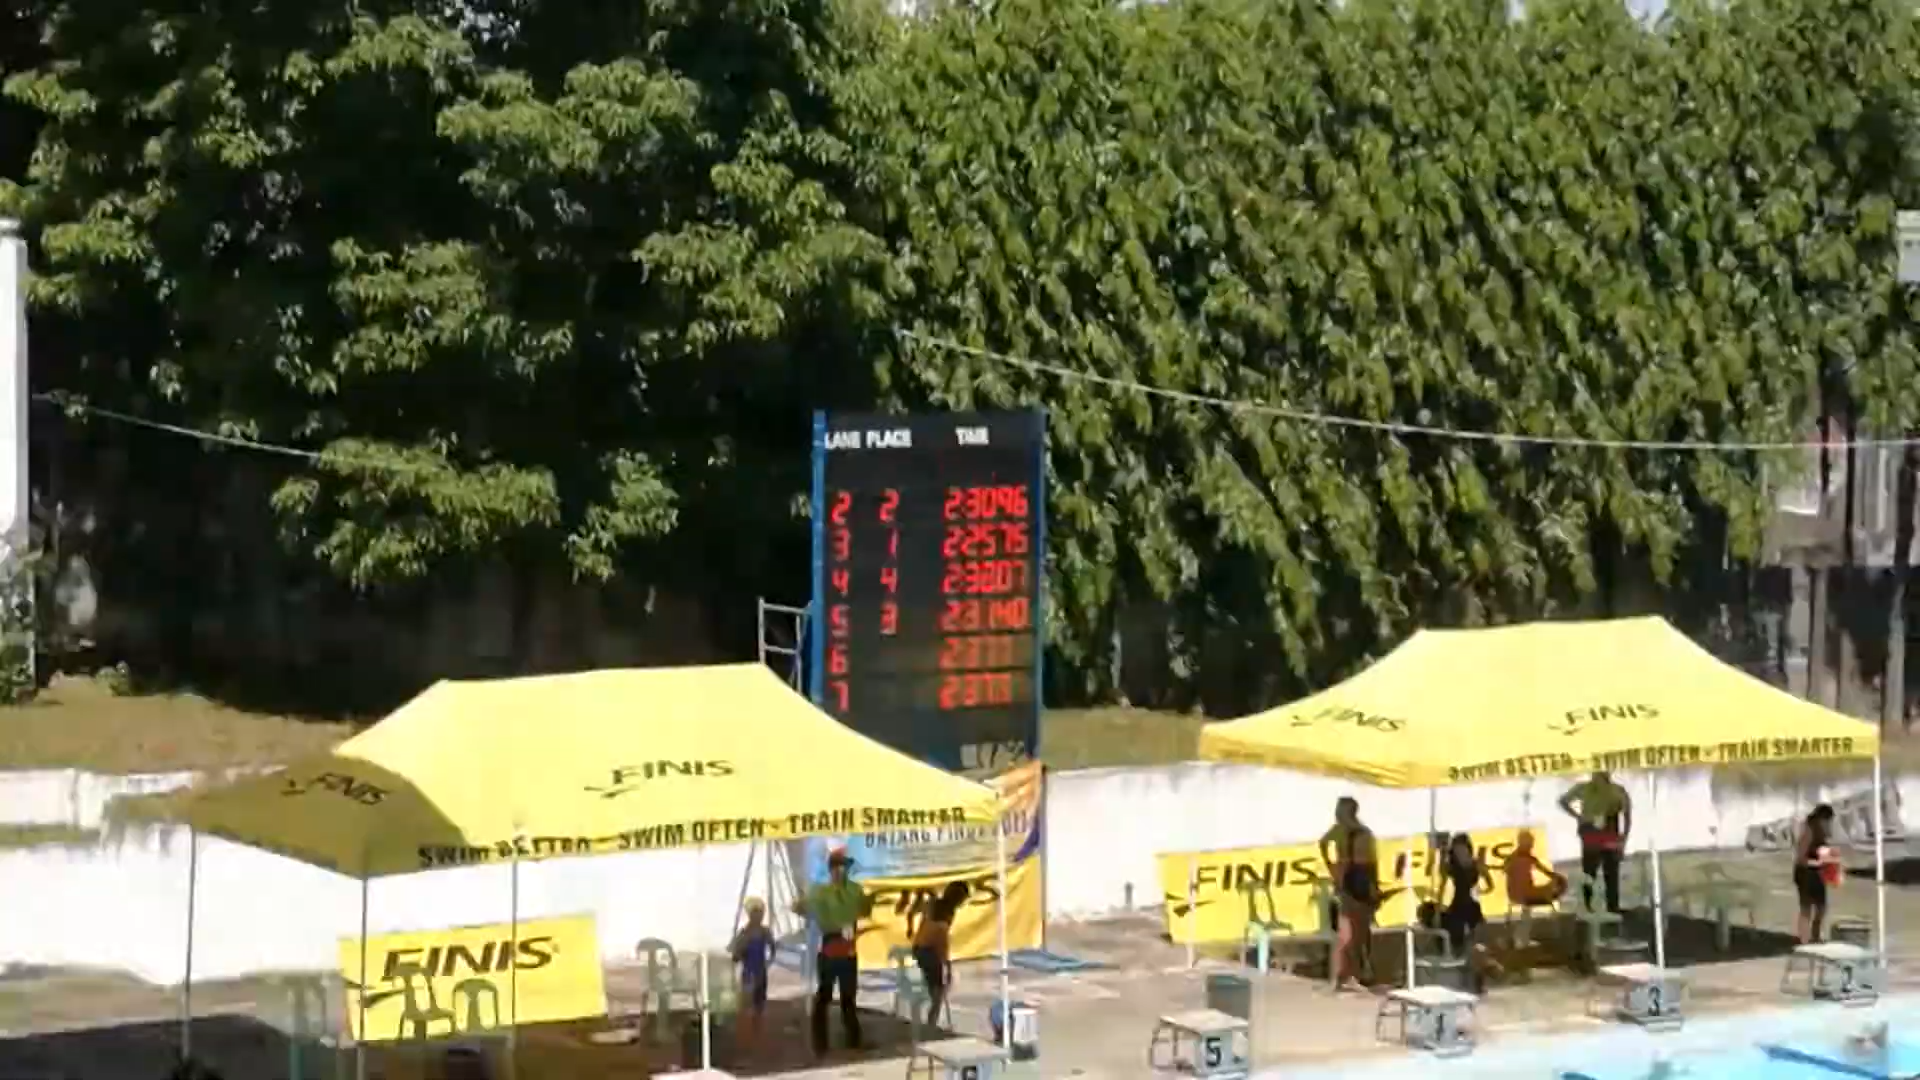 LANE PLACE TIME
2 2 2:30.96
3 1 2:25.75
4 4 2:32.07
5 3 2:31.40
6
7
FINIS
FINIS
FINIS
FINIS
SWIM BETTER - SWIM OFTEN - TRAIN SMARTER
SWIM BETTER - SWIM OFTEN - TRAIN SMARTER
FINIS
FINIS
FINIS
FINIS
5
3